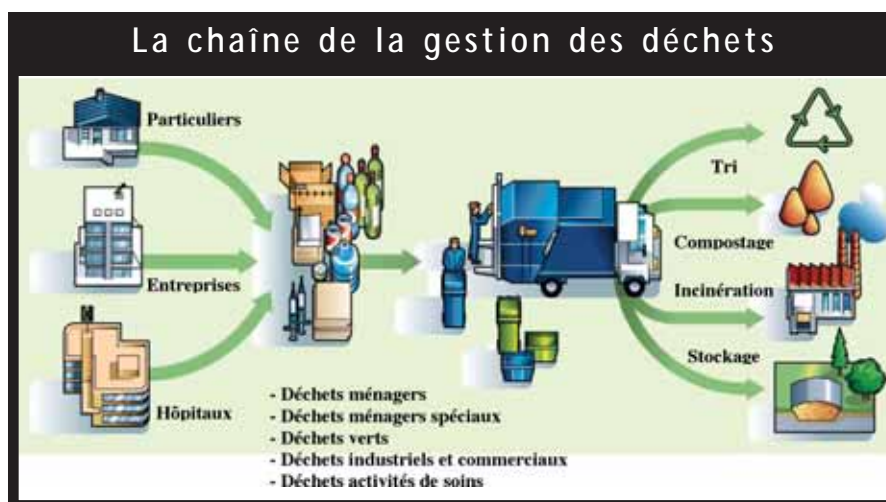 La chaîne de la gestion des déchets
Particuliers
Entreprises
Hôpitaux
- Déchets ménagers
- Déchets ménagers spéciaux
- Déchets verts
- Déchets industriels et commerciaux
- Déchets activités de soins
Tri
Compostage
Incinération
Stockage